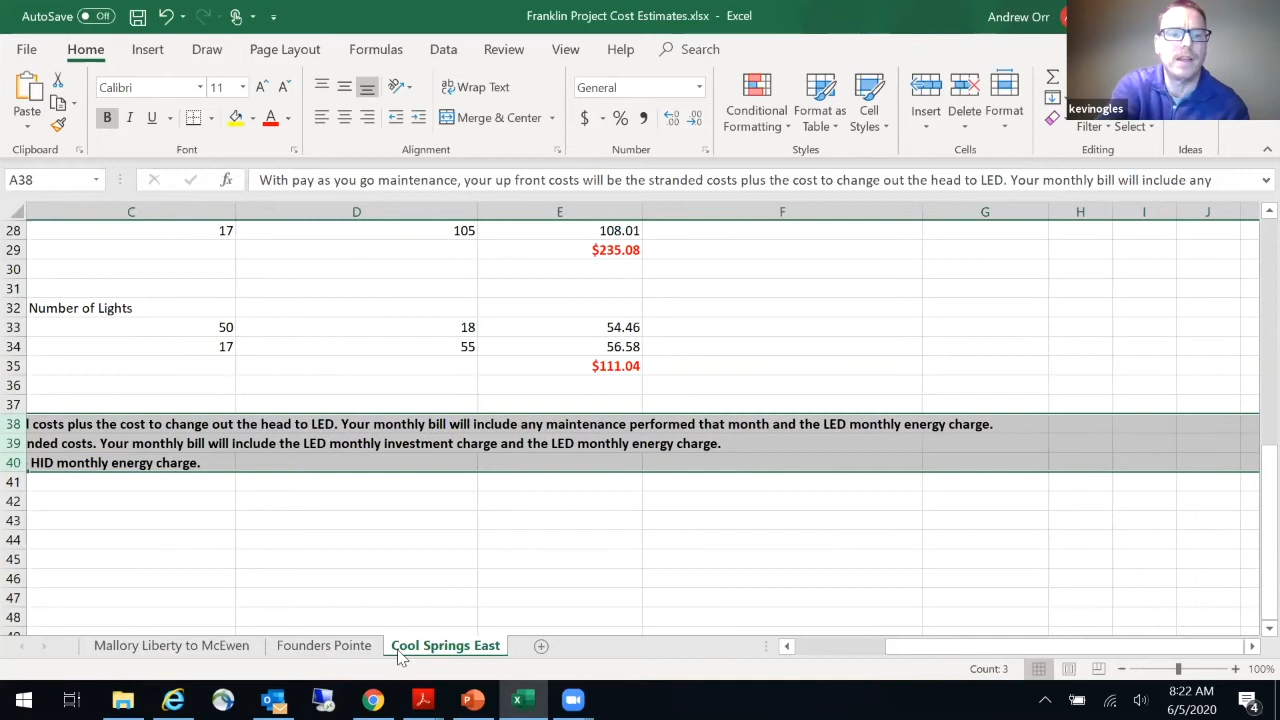 AutoSave Off
Franklin Project Cost Estimates.xlsx - Excel
Andrew Orr
File Home Insert Draw Page Layout Formulas Data Review View Help Search
Paste
Calibri 11
B I U
A
Wrap Text
Merge & Center
General
$ % ,
Conditional Formatting
Format as Table
Cell Styles
Insert Delete Format
kevinogles
Filter Select
Clipboard Font Alignment Number Styles Cells Editing Ideas
A38 fx With pay as you go maintenance, your up front costs will be the stranded costs plus the cost to change out the head to LED. Your monthly bill will include any
C D E F G H I J
28 17 105 108.01
29 $235.08
30
31
32 Number of Lights
33 50 18 54.46
34 17 55 56.58
35 $111.04
36
37
38 l costs plus the cost to change out the head to LED. Your monthly bill will include any maintenance performed that month and the LED monthly energy charge.
39 nded costs. Your monthly bill will include the LED monthly investment charge and the LED monthly energy charge.
40 HID monthly energy charge.
41
42
43
44
45
46
47
48
Mallory Liberty to McEwen Founders Pointe Cool Springs East
Count: 3 100%
8:22 AM
6/5/2020
4